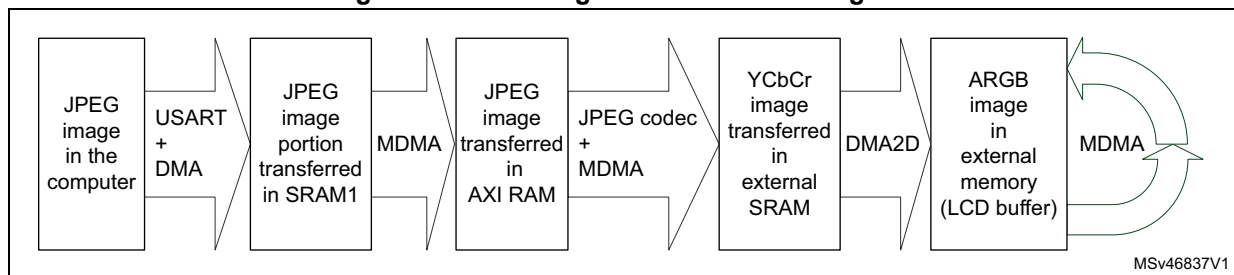 JPEG
image
in the
computer
USART
+
DMA
JPEG
image
portion
transferred
in SRAM1
MDMA
JPEG
image
transferred
in
AXI RAM
JPEG codec
+
MDMA
YCbCr
image
transferred
in
external
SRAM
DMA2D
ARGB
image
in
external
memory
(LCD buffer)
MDMA
MSv46837V1